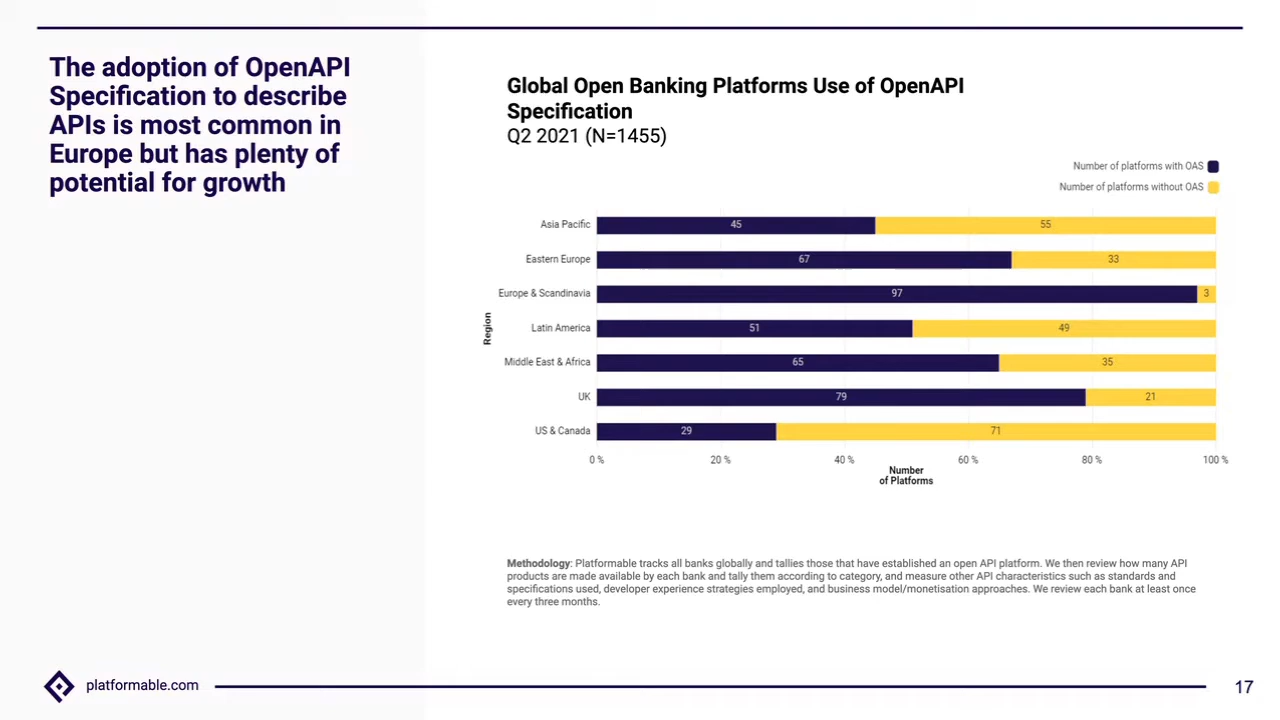 The adoption of OpenAPI
Specification to describe
APIs is most common in
Europe but has plenty of
potential for growth
Global Open Banking Platforms Use of OpenAPI
Specification
Q2 2021 (N=1455)
Number of platforms with OAS
Number of platforms without OAS
Region
Asia Pacific 45 55
Eastern Europe 67 33
Europe & Scandinavia 97 3
Latin America 51 49
Middle East & Africa 65 35
UK 79 21
US & Canada 29 71
0 % 20 % 40 % 60 % 80 % 100 %
Number
of Platforms
Methodology: Platformable tracks all banks globally and tallies those that have established an open API platform. We then review how many API
products are made available by each bank and tally them according to category, and measure other API characteristics such as standards and
specifications used, developer experience strategies employed, and business model/monetisation approaches. We review each bank at least once
every three months.
platformable.com
17